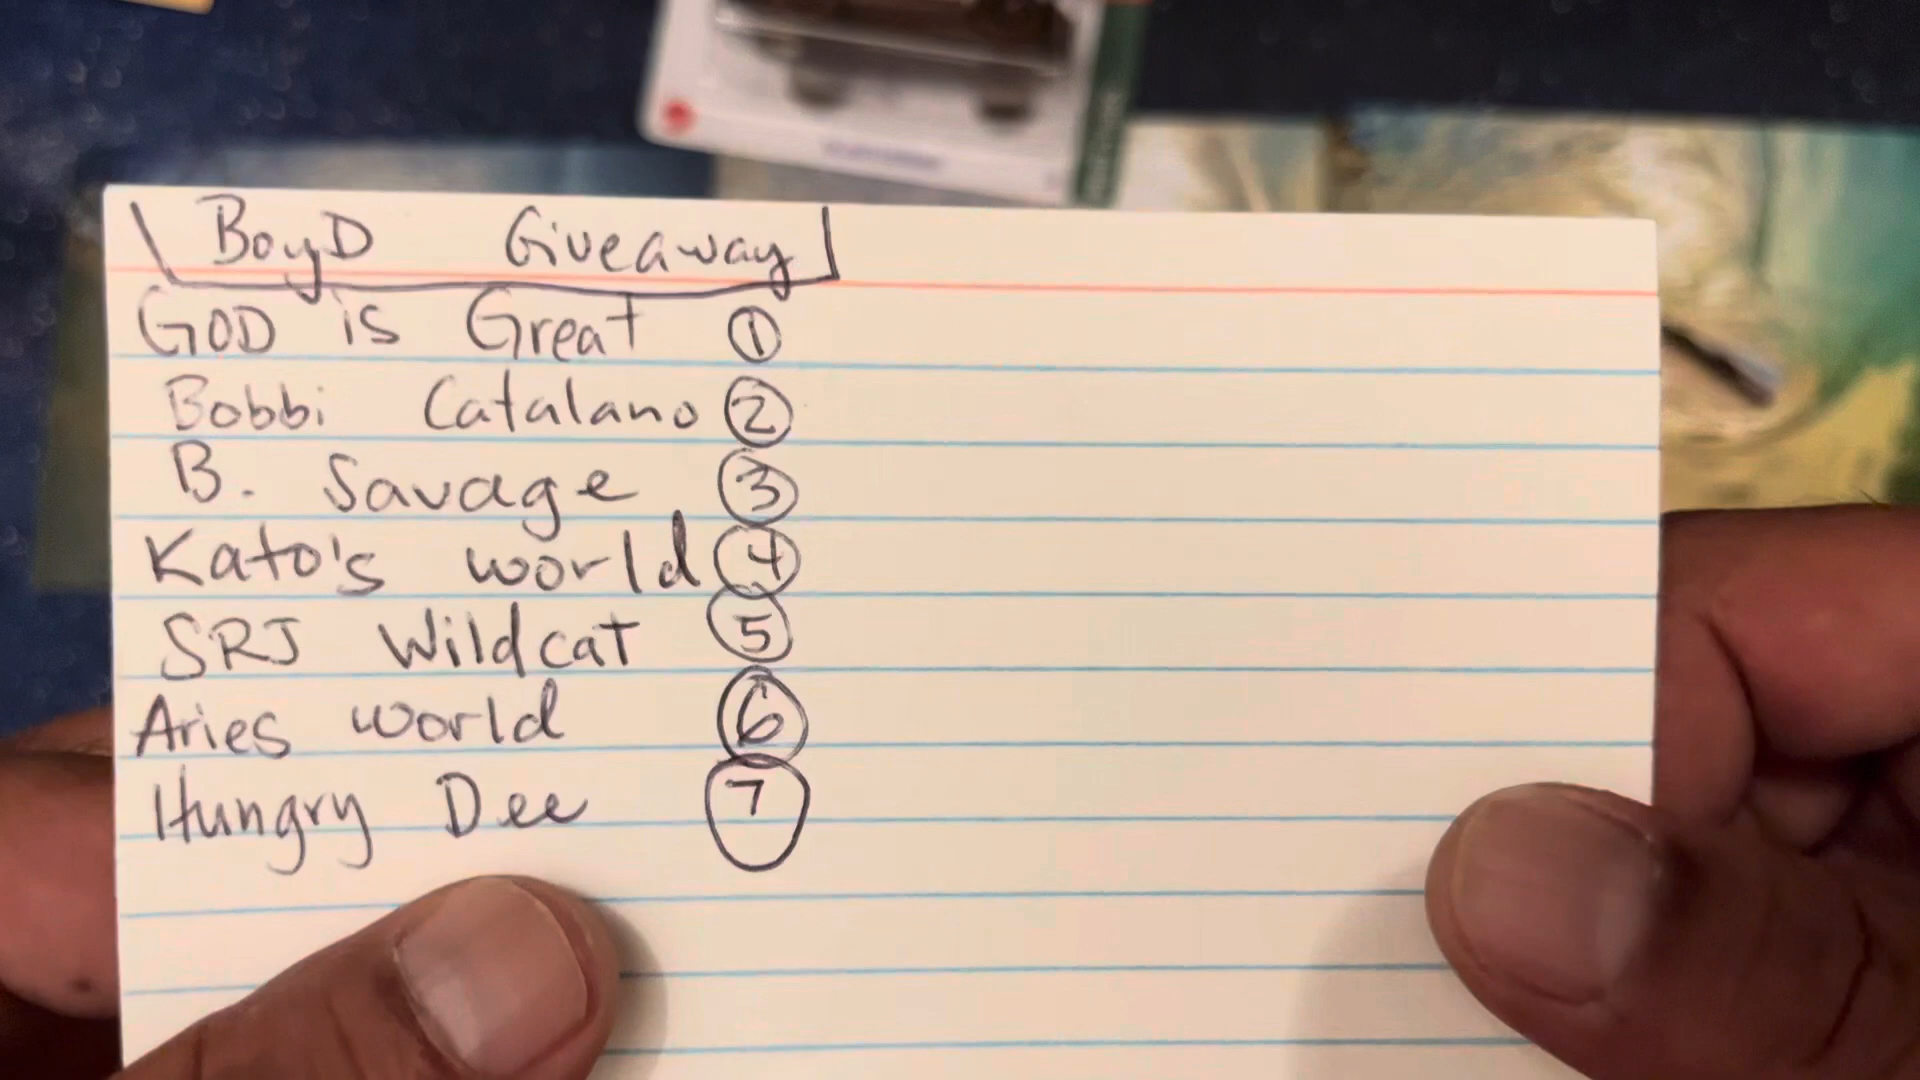 BoyD Giveaway
GOD is Great 1
Bobbi Catalano 2
B. Savage 3
Kato's world 4
SRJ Wildcat 5
Aries world 6
Hungry Dee 7